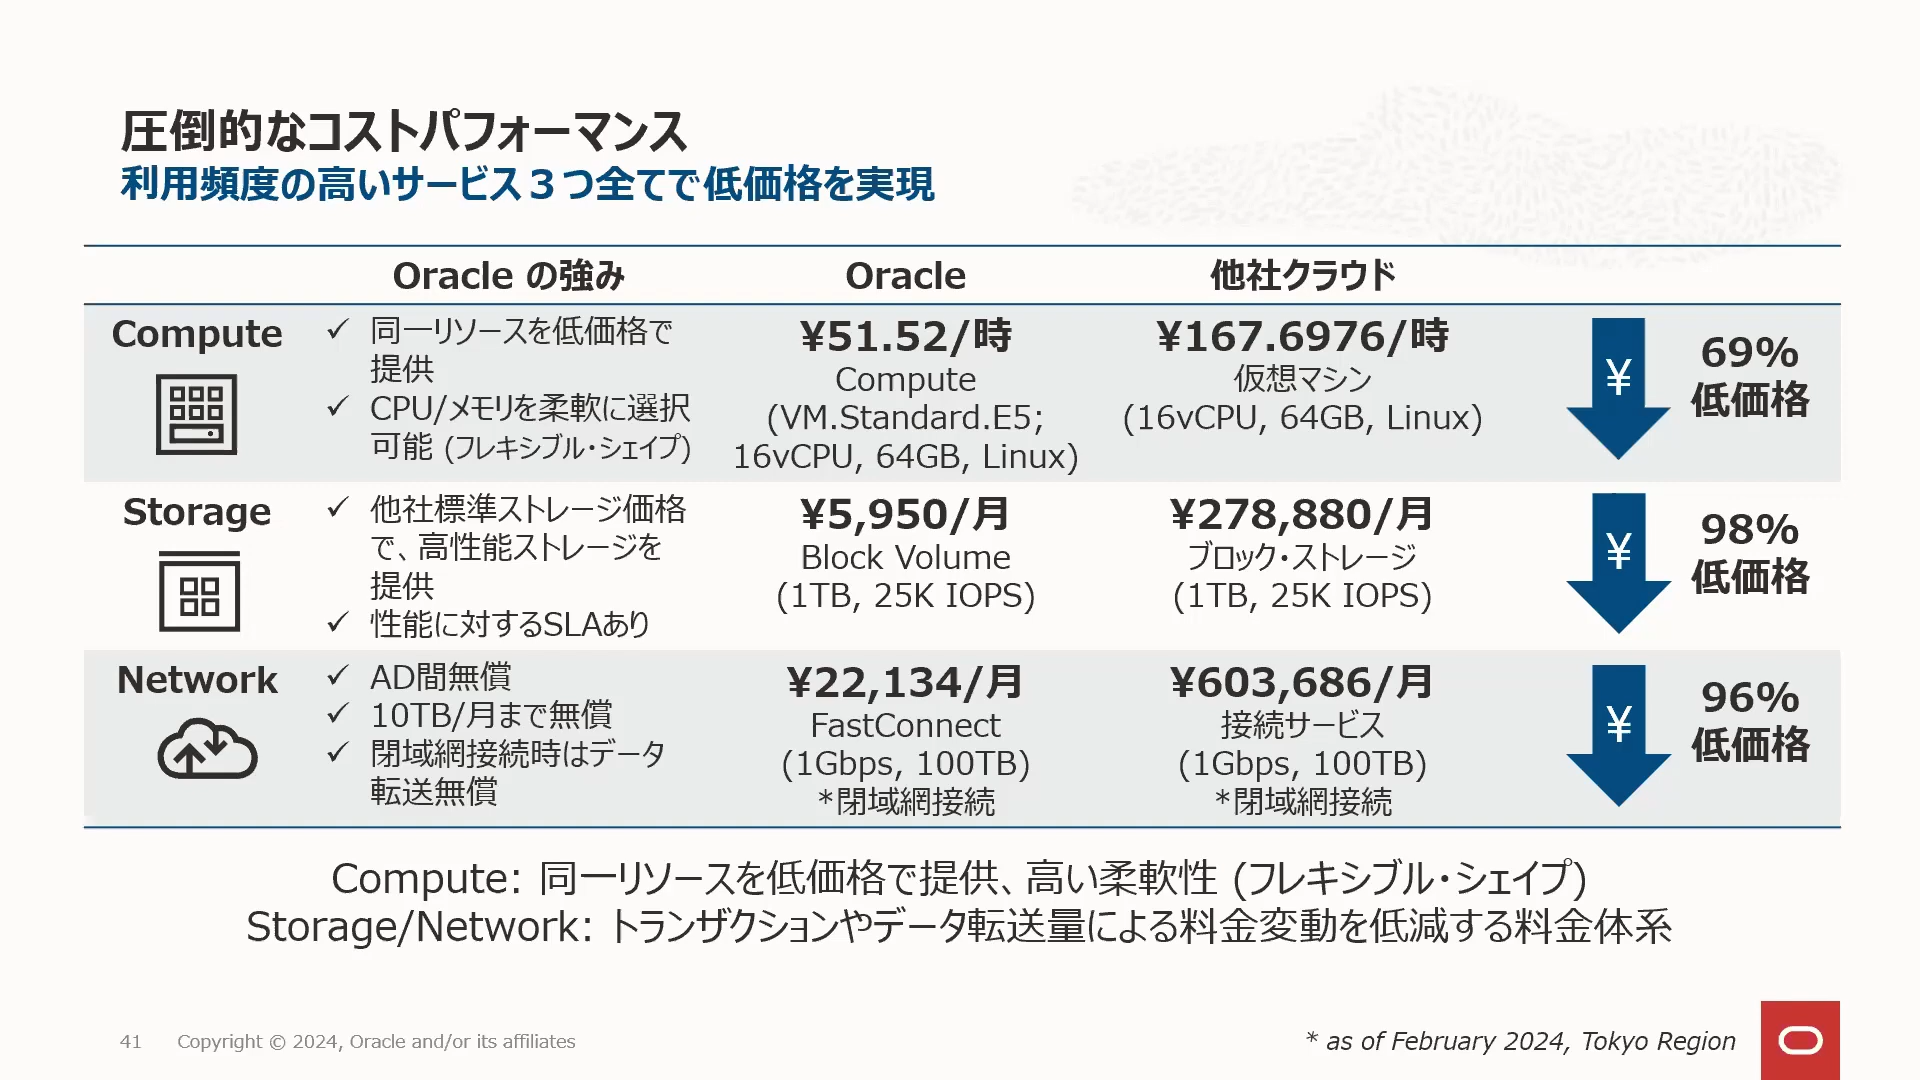 圧倒的なコストパフォーマンス
利用頻度の高いサービス３つ全てで低価格を実現
Oracle の強み
Oracle
他社クラウド
Compute
✓ 同一リソースを低価格で
提供
✓ CPU/メモリを柔軟に選択
可能 (フレキシブル・シェイプ)
¥51.52/時
Compute
(VM.Standard.E5;
16vCPU, 64GB, Linux)
¥167.6976/時
仮想マシン
(16vCPU, 64GB, Linux)
¥
69%
低価格
Storage
✓ 他社標準ストレージ価格
で、高性能ストレージを
提供
✓ 性能に対するSLAあり
¥5,950/月
Block Volume
(1TB, 25K IOPS)
¥278,880/月
ブロック・ストレージ
(1TB, 25K IOPS)
¥
98%
低価格
Network
✓ AD間無償
✓ 10TB/月まで無償
✓ 閉域網接続時はデータ
転送無償
¥22,134/月
FastConnect
(1Gbps, 100TB)
*閉域網接続
¥603,686/月
接続サービス
(1Gbps, 100TB)
*閉域網接続
¥
96%
低価格
Compute: 同一リソースを低価格で提供、高い柔軟性 (フレキシブル・シェイプ)
Storage/Network: トランザクションやデータ転送量による料金変動を低減する料金体系
41 Copyright © 2024, Oracle and/or its affiliates
* as of February 2024, Tokyo Region